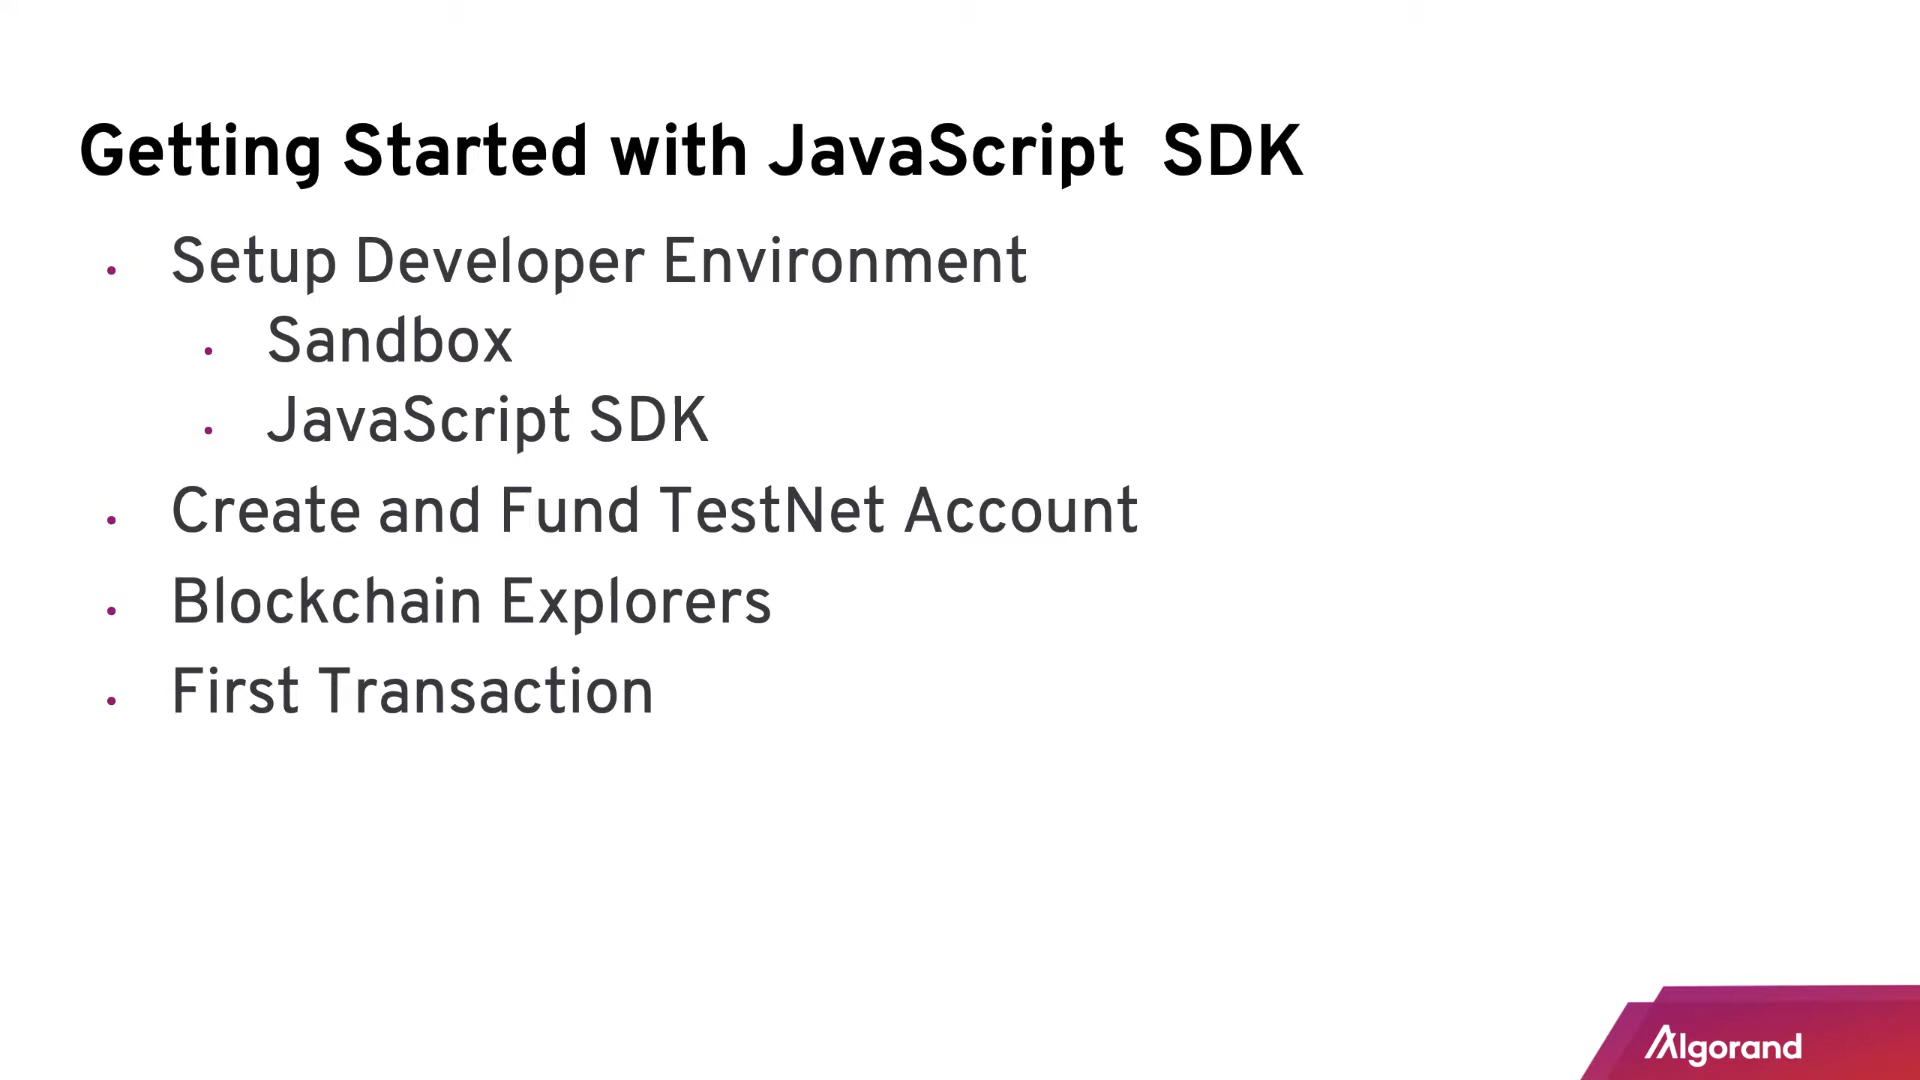 Getting Started with JavaScript  SDK
• Setup Developer Environment
• Sandbox
• JavaScript SDK
• Create and Fund TestNet Account
• Blockchain Explorers
• First Transaction
Algorand